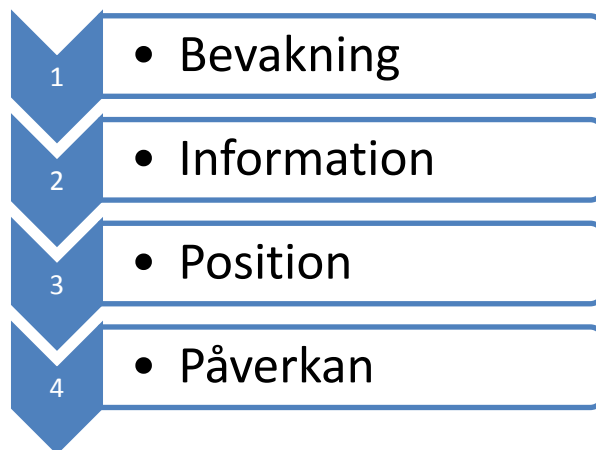 1 • Bevakning
2 • Information
3 • Position
4 • Påverkan